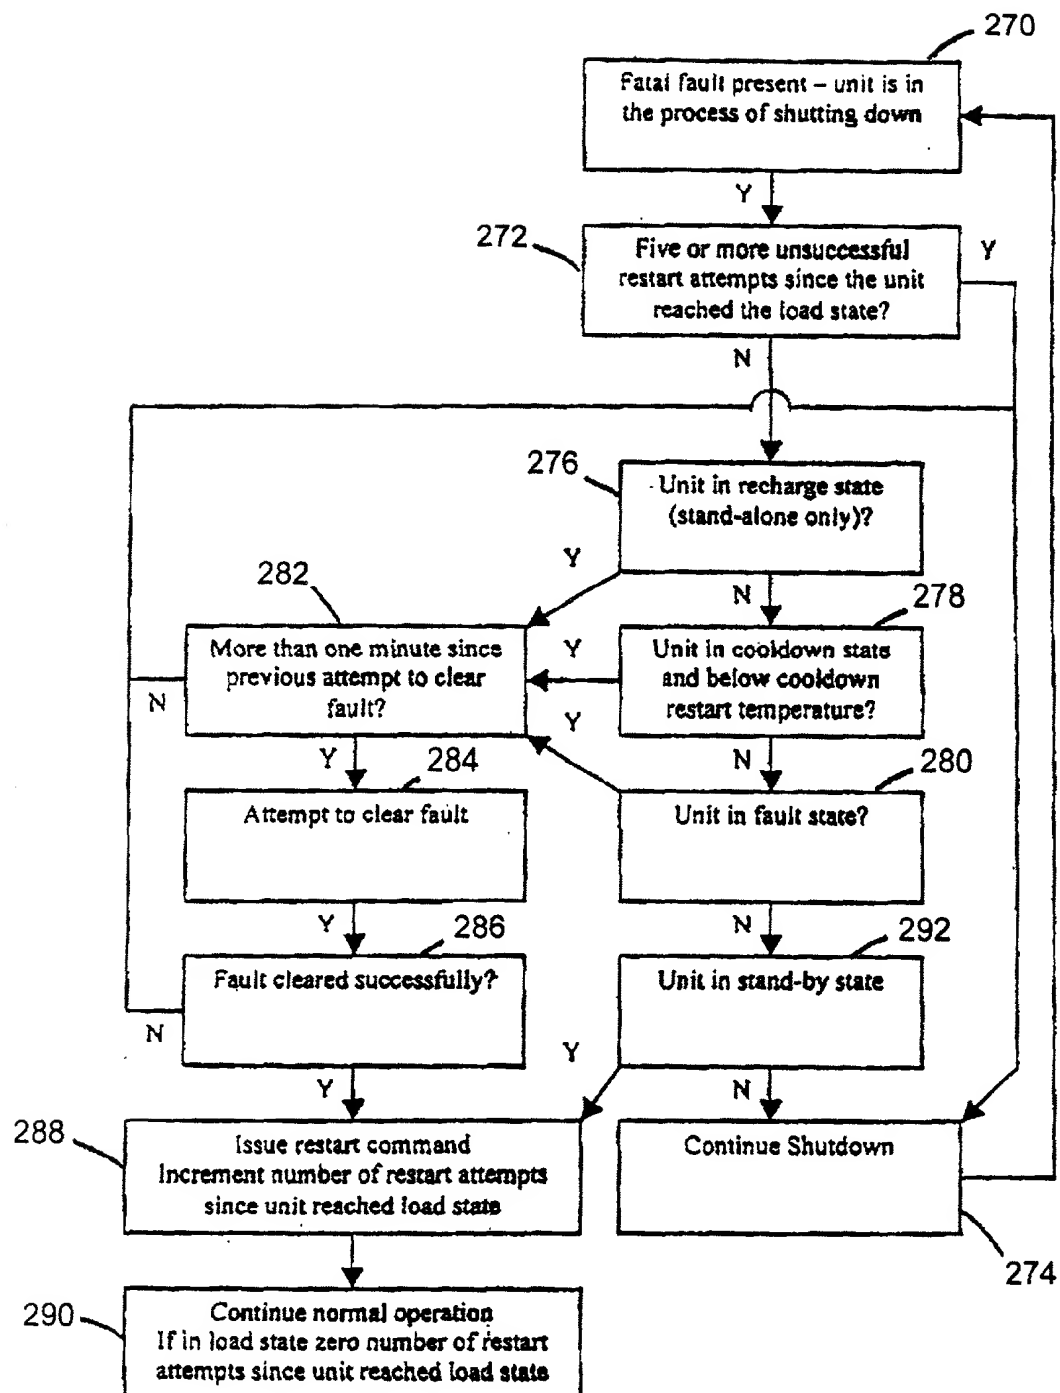 270
Fatal fault present – unit is in
the process of shutting down
Y
272
Five or more unsuccessful
restart attempts since the unit
reached the load state?
Y
N
276
Unit in recharge state
(stand-alone only)?
Y
N
282
278
More than one minute since
previous attempt to clear
fault?
Y
Unit in cooldown state
and below cooldown
restart temperature?
N
Y
Y
N
284
280
Attempt to clear fault
Unit in fault state?
Y
N
286
292
Fault cleared successfully?
Unit in stand-by state
N
Y
Y
N
288
Issue restart command
Increment number of restart attempts
since unit reached load state
Continue Shutdown
274
290
Continue normal operation
If in load state zero number of restart
attempts since unit reached load state